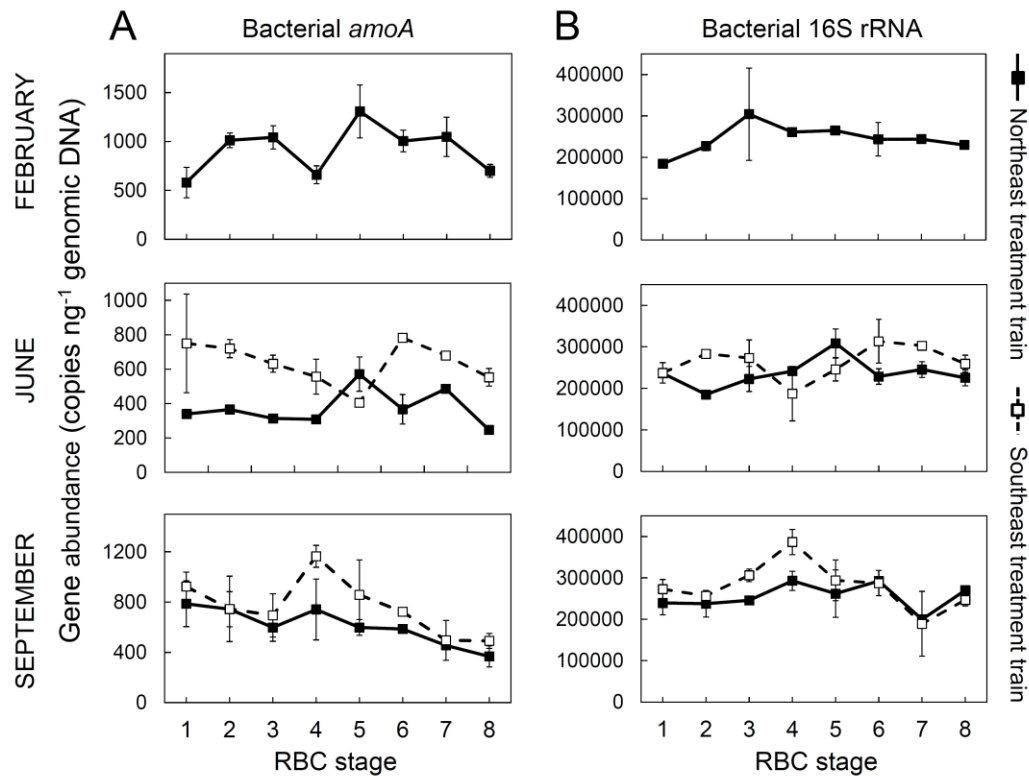 A
Bacterial amoA
B
Bacterial 16S rRNA
FEBRUARY
JUNE
SEPTEMBER
Gene abundance (copies ng⁻¹ genomic DNA)
1500
1000
500
0
400000
300000
200000
100000
0
1000
800
600
400
200
0
400000
300000
200000
100000
0
1200
800
400
0
400000
300000
200000
100000
0
1 2 3 4 5 6 7 8
RBC stage
1 2 3 4 5 6 7 8
RBC stage
Northeast treatment train
Southeast treatment train